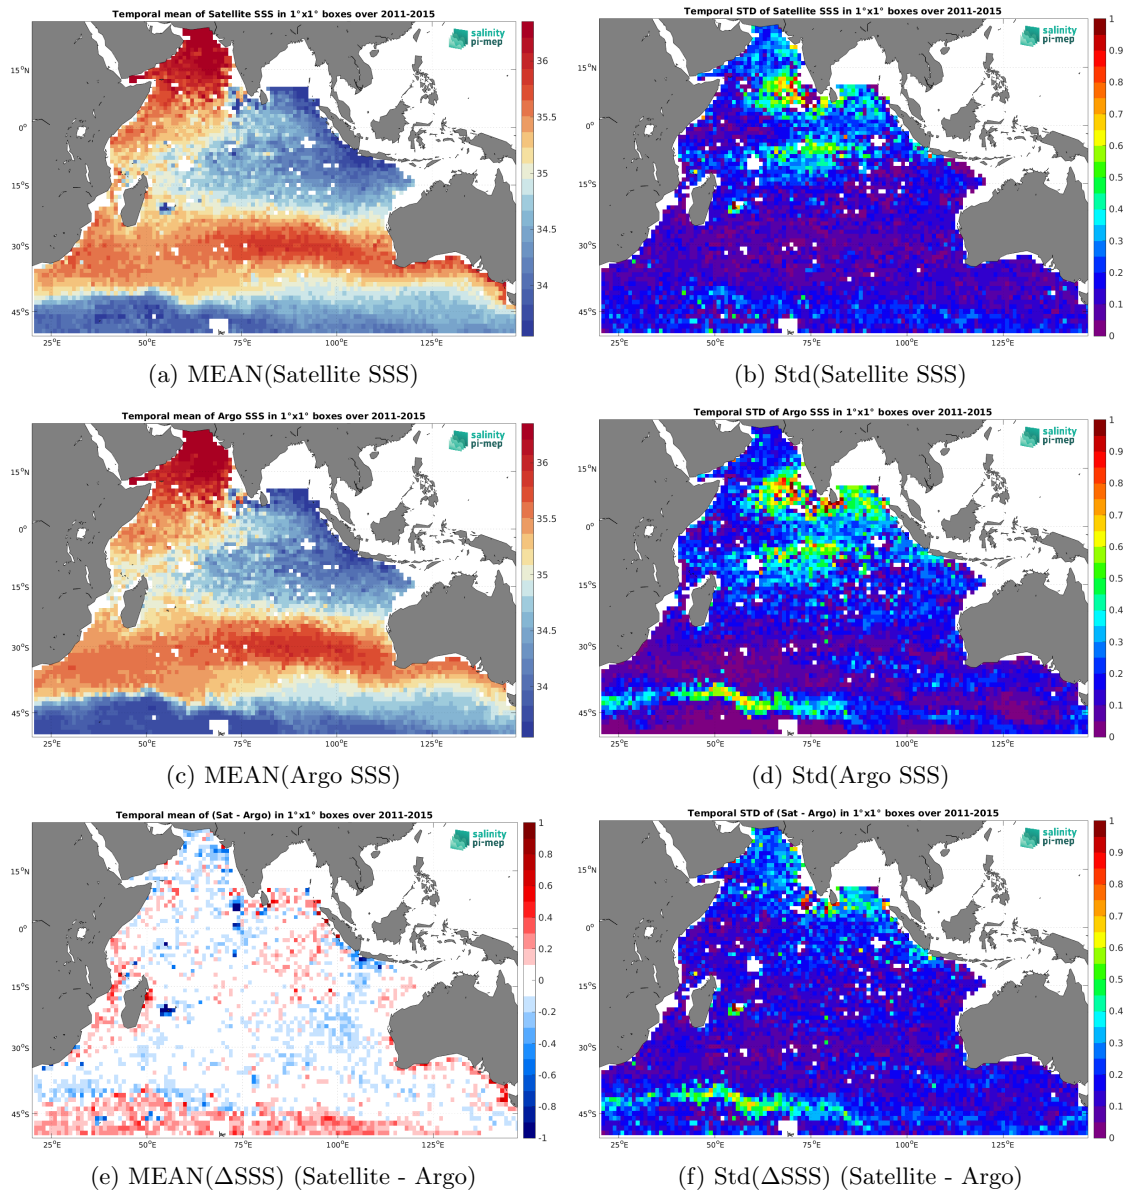 Temporal mean of Satellite SSS in 1°x1° boxes over 2011-2015
salinity
pi-mep
36
35.5
35
34.5
34
15°N
0°
15°S
30°S
45°S
25°E 50°E 75°E 100°E 125°E
(a) MEAN(Satellite SSS)
Temporal STD of Satellite SSS in 1°x1° boxes over 2011-2015
salinity
pi-mep
1
0.9
0.8
0.7
0.6
0.5
0.4
0.3
0.2
0.1
0
15°N
0°
15°S
30°S
45°S
25°E 50°E 75°E 100°E 125°E
(b) Std(Satellite SSS)
Temporal mean of Argo SSS in 1°x1° boxes over 2011-2015
salinity
pi-mep
36
35.5
35
34.5
34
15°N
0°
15°S
30°S
45°S
25°E 50°E 75°E 100°E 125°E
(c) MEAN(Argo SSS)
Temporal STD of Argo SSS in 1°x1° boxes over 2011-2015
salinity
pi-mep
1
0.9
0.8
0.7
0.6
0.5
0.4
0.3
0.2
0.1
0
15°N
0°
15°S
30°S
45°S
25°E 50°E 75°E 100°E 125°E
(d) Std(Argo SSS)
Temporal mean of (Sat - Argo) in 1°x1° boxes over 2011-2015
salinity
pi-mep
1
0.8
0.6
0.4
0.2
0
-0.2
-0.4
-0.6
-0.8
-1
15°N
0°
15°S
30°S
45°S
25°E 50°E 75°E 100°E 125°E
(e) MEAN(ΔSSS) (Satellite - Argo)
Temporal STD of (Sat - Argo) in 1°x1° boxes over 2011-2015
salinity
pi-mep
1
0.9
0.8
0.7
0.6
0.5
0.4
0.3
0.2
0.1
0
15°N
0°
15°S
30°S
45°S
25°E 50°E 75°E 100°E 125°E
(f) Std(ΔSSS) (Satellite - Argo)